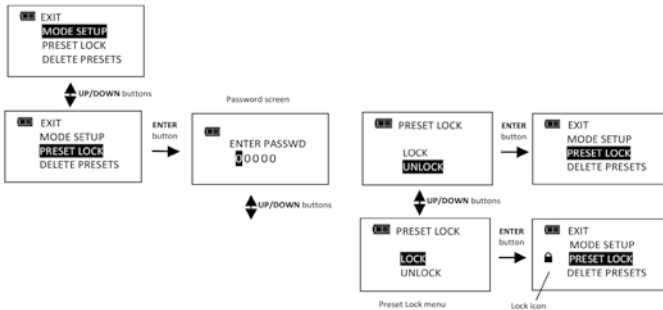 EXIT
MODE SETUP
PRESET LOCK
DELETE PRESETS
UP/DOWN buttons
EXIT
MODE SETUP
PRESET LOCK
DELETE PRESETS
ENTER
button
Password screen
ENTER PASSWD
00000
UP/DOWN buttons
PRESET LOCK
LOCK
UNLOCK
ENTER
button
EXIT
MODE SETUP
PRESET LOCK
DELETE PRESETS
UP/DOWN buttons
PRESET LOCK
LOCK
UNLOCK
Preset Lock menu
ENTER
button
EXIT
MODE SETUP
PRESET LOCK
DELETE PRESETS
Lock icon